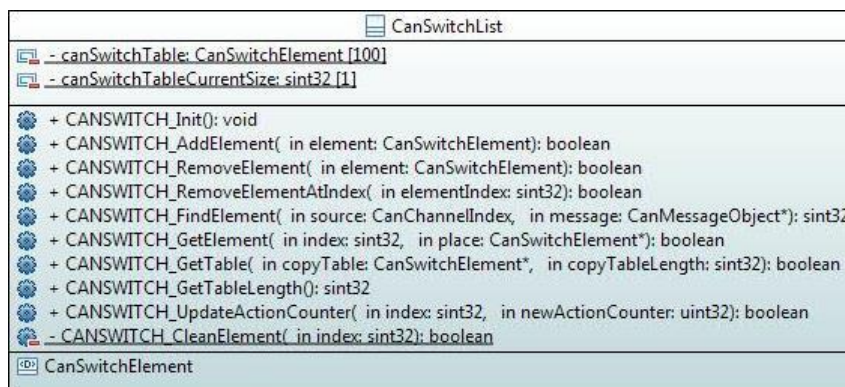 CanSwitchList
- canSwitchTable: CanSwitchElement [100]
- canSwitchTableCurrentSize: sint32 [1]
+ CANSWITCH_Init(): void
+ CANSWITCH_AddElement( in element: CanSwitchElement): boolean
+ CANSWITCH_RemoveElement( in element: CanSwitchElement): boolean
+ CANSWITCH_RemoveElementAtIndex( in elementIndex: sint32): boolean
+ CANSWITCH_FindElement( in source: CanChannelIndex, in message: CanMessageObject*): sint32
+ CANSWITCH_GetElement( in index: sint32, in place: CanSwitchElement*): boolean
+ CANSWITCH_GetTable( in copyTable: CanSwitchElement*, in copyTableLength: sint32): boolean
+ CANSWITCH_GetTableLength(): sint32
+ CANSWITCH_UpdateActionCounter( in index: sint32, in newActionCounter: uint32): boolean
- CANSWITCH_CleanElement( in index: sint32): boolean
<D> CanSwitchElement